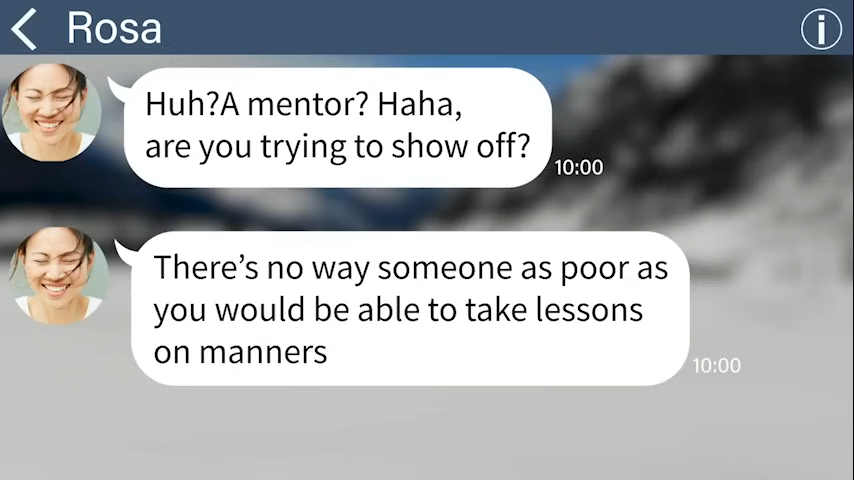 Rosa
Huh?A mentor? Haha,
are you trying to show off?
10:00
There’s no way someone as poor as
you would be able to take lessons
on manners
10:00